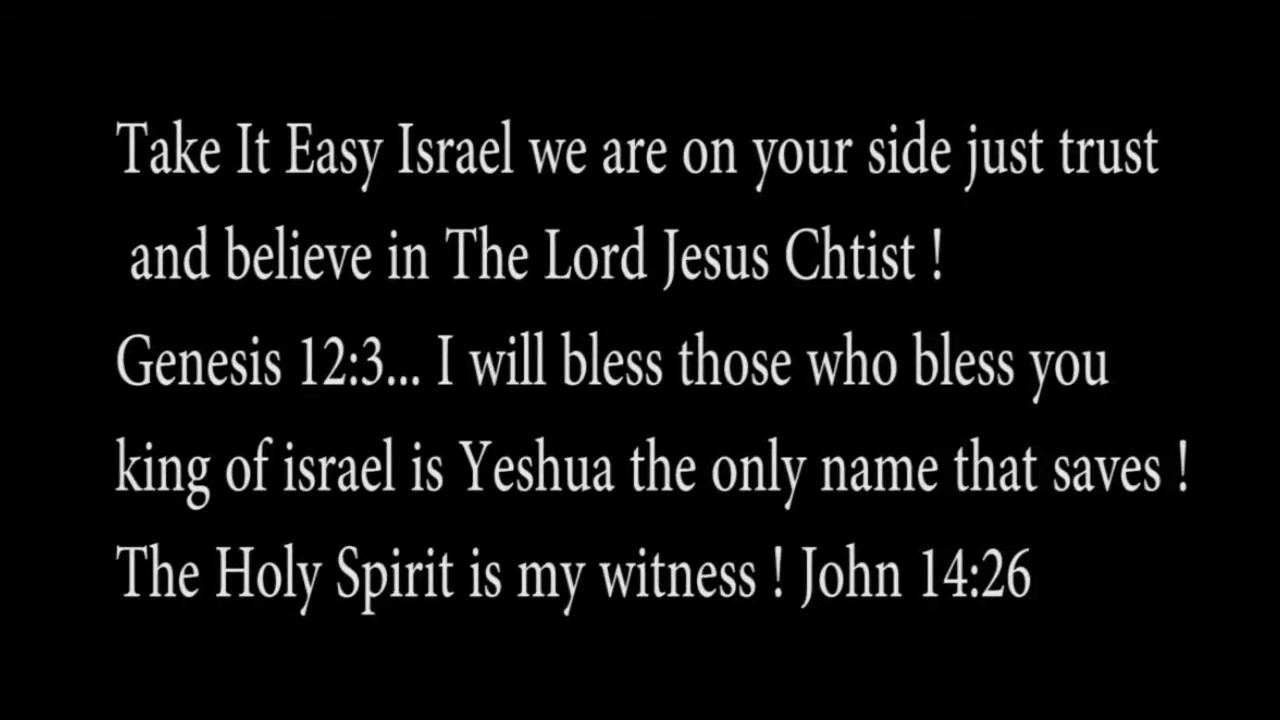 Take It Easy Israel we are on your side just trust
and believe in The Lord Jesus Chtist !
Genesis 12:3... I will bless those who bless you
king of israel is Yeshua the only name that saves !
The Holy Spirit is my witness ! John 14:26